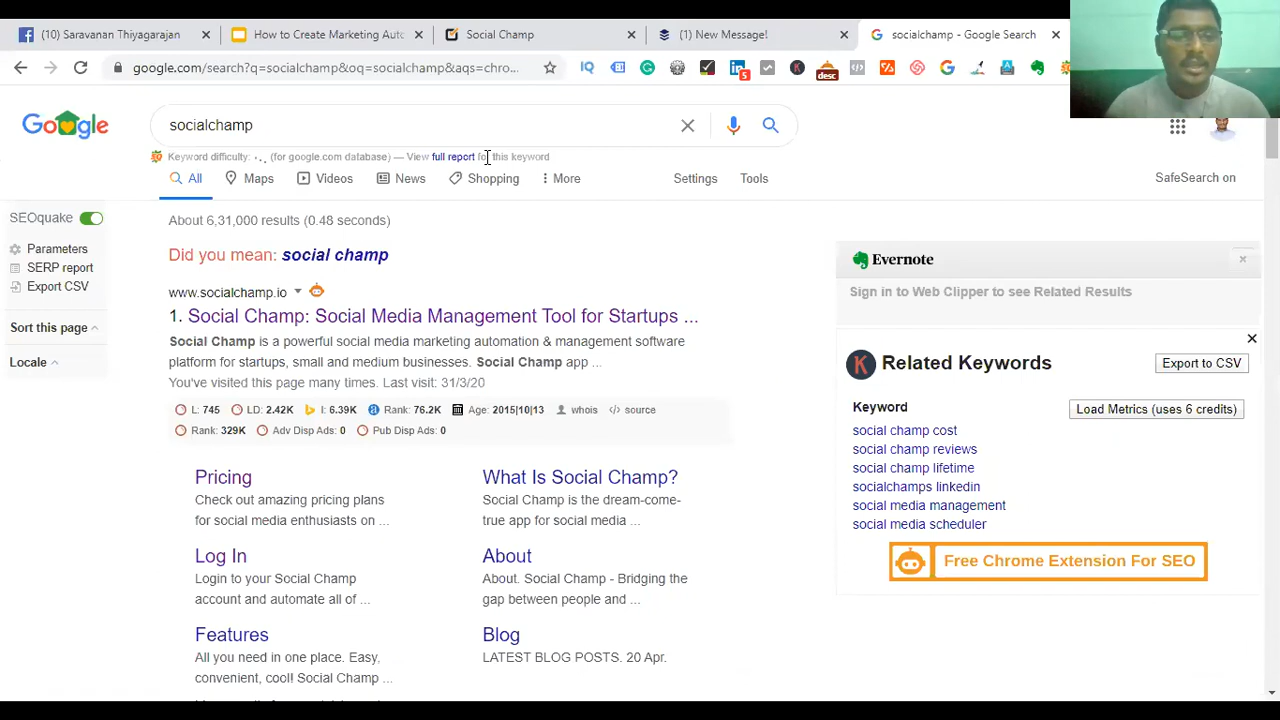 (10) Saravanan Thiyagarajan
How to Create Marketing Auto
Social Champ
(1) New Message!
socialchamp - Google Search
google.com/search?q=socialchamp&oq=socialchamp&aqs=chro...
5
desc
Google
socialchamp
Keyword difficulty: -.. (for google.com database) — View full report for this keyword
All
Maps
Videos
News
Shopping
More
Settings
Tools
SafeSearch on
SEOquake
Parameters
SERP report
Export CSV
Sort this page
Locale
About 6,31,000 results (0.48 seconds)
Did you mean: social champ
www.socialchamp.io
1. Social Champ: Social Media Management Tool for Startups ...
Social Champ is a powerful social media marketing automation & management software
platform for startups, small and medium businesses. Social Champ app ...
You've visited this page many times. Last visit: 31/3/20
L: 745 LD: 2.42K I: 6.39K Rank: 76.2K Age: 2015|10|13 whois </> source
Rank: 329K Adv Disp Ads: 0 Pub Disp Ads: 0
Pricing
Check out amazing pricing plans
for social media enthusiasts on ...
What Is Social Champ?
Social Champ is the dream-come-
true app for social media ...
Log In
Login to your Social Champ
account and automate all of ...
About
About. Social Champ - Bridging the
gap between people and ...
Features
All you need in one place. Easy,
convenient, cool! Social Champ ...
Blog
LATEST BLOG POSTS. 20 Apr.
Evernote
Sign in to Web Clipper to see Related Results
Related Keywords
Export to CSV
Keyword
Load Metrics (uses 6 credits)
social champ cost
social champ reviews
social champ lifetime
socialchamps linkedin
social media management
social media scheduler
Free Chrome Extension For SEO